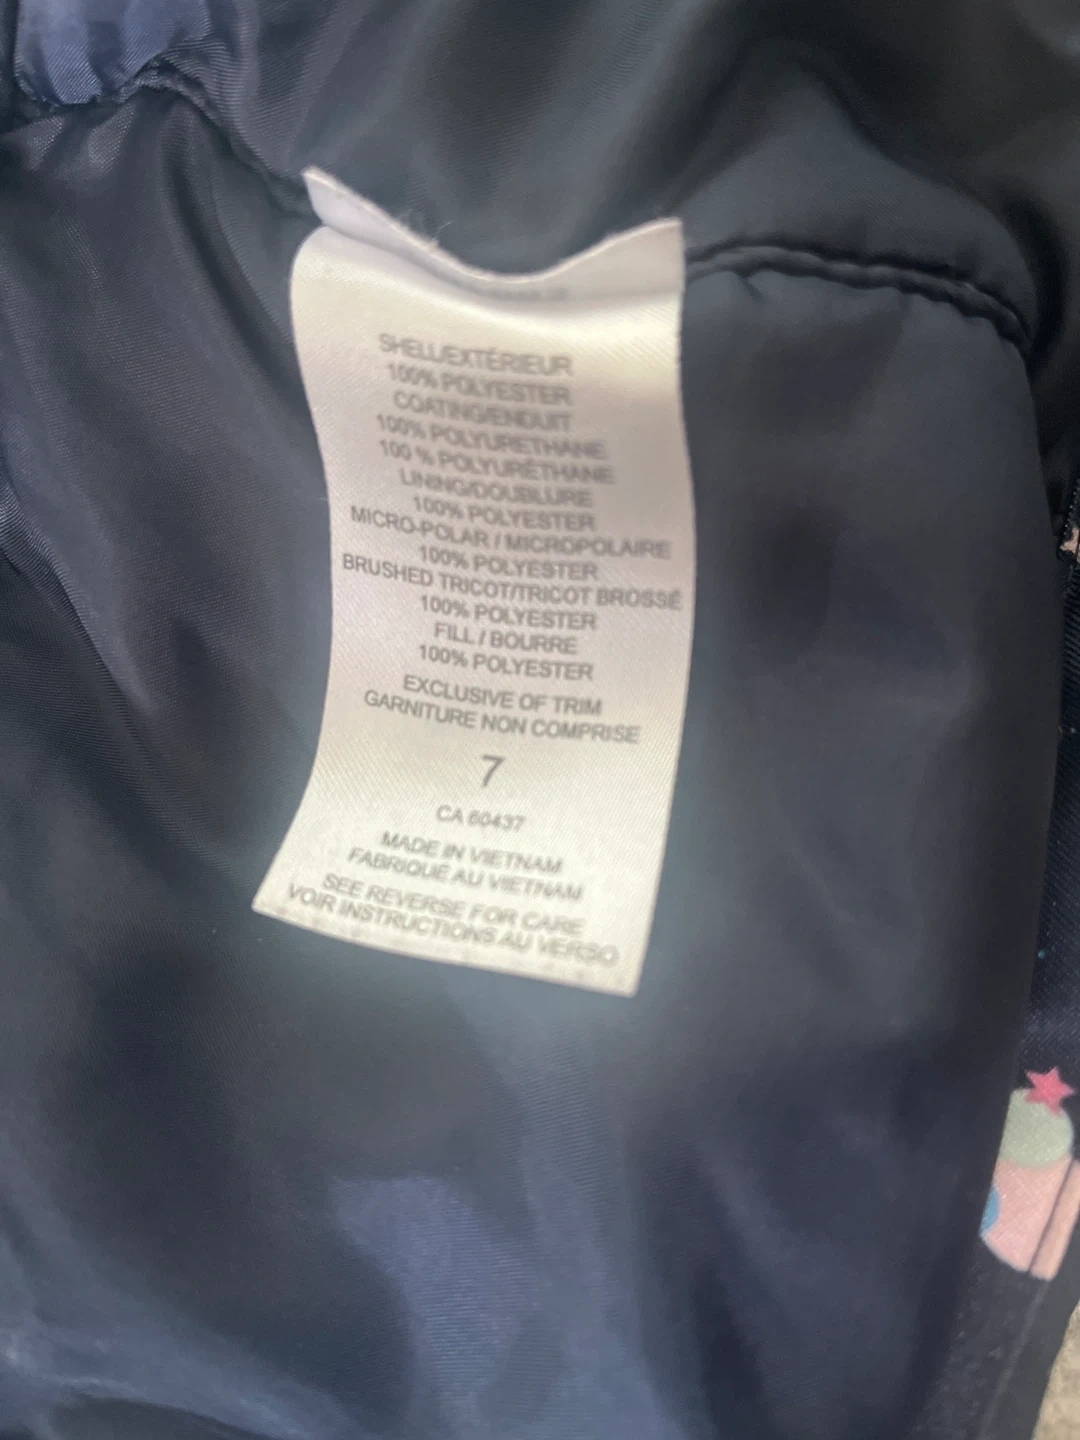 SHELL/EXTÉRIEUR
100% POLYESTER
COATING/ENDUIT
100% POLYURETHANE
100 % POLYURÉTHANE
LINING/DOUBLURE
100% POLYESTER
MICRO-POLAR / MICROPOLAIRE
100% POLYESTER
BRUSHED TRICOT/TRICOT BROSSÉ
100% POLYESTER
FILL / BOURRE
100% POLYESTER
EXCLUSIVE OF TRIM
GARNITURE NON COMPRISE
7
CA 60437
MADE IN VIETNAM
FABRIQUÉ AU VIETNAM
SEE REVERSE FOR CARE
VOIR INSTRUCTIONS AU VERSO